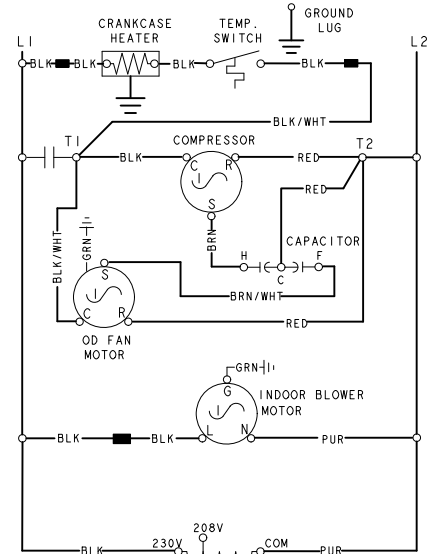 GROUND
LUG
CRANKCASE
HEATER
TEMP.
SWITCH
L1
L2
BLK
BLK
BLK
BLK
BLK/WHT
T1
COMPRESSOR
T2
BLK
C
R
RED
S
RED
BRN
GRN
BLK/WHT
CAPACITOR
H
F
C
S
BRN/WHT
C
R
RED
OD FAN
MOTOR
GRN
G
INDOOR BLOWER
MOTOR
L
N
BLK
BLK
PUR
208V
230V
COM
BLK
PUR